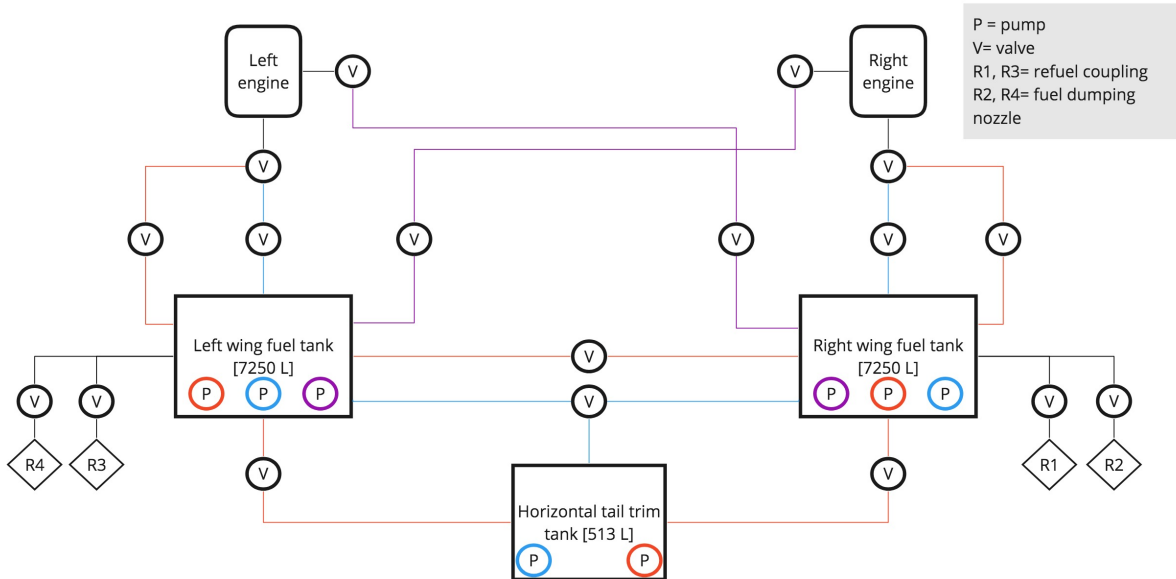 P = pump
V= valve
R1, R3= refuel coupling
R2, R4= fuel dumping
nozzle
Left
engine
V
V
Right
engine
V
V
V
V
V
V
V
V
Left wing fuel tank
[7250 L]
P
P
P
V
V
Right wing fuel tank
[7250 L]
P
P
P
V
V
R4
R3
V
V
R1
R2
V
V
Horizontal tail trim
tank [513 L]
P
P